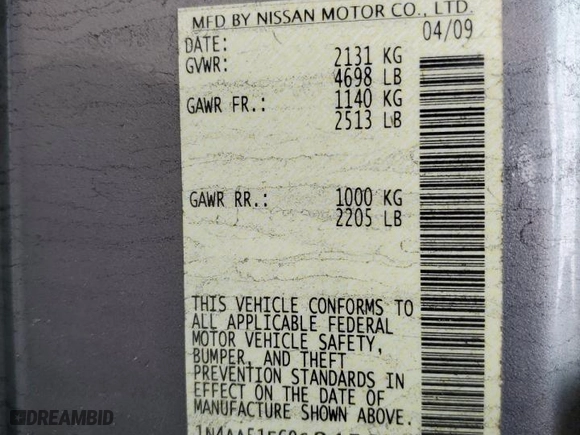 MFD BY NISSAN MOTOR CO., LTD.
DATE: 04/09
GVWR: 2131 KG
4698 LB
GAWR FR.: 1140 KG
2513 LB
GAWR RR.: 1000 KG
2205 LB
THIS VEHICLE CONFORMS TO
ALL APPLICABLE FEDERAL
MOTOR VEHICLE SAFETY,
BUMPER, AND THEFT
PREVENTION STANDARDS IN
EFFECT ON THE DATE OF
MANUFACTURE SHOWN ABOVE.
DREAMBID